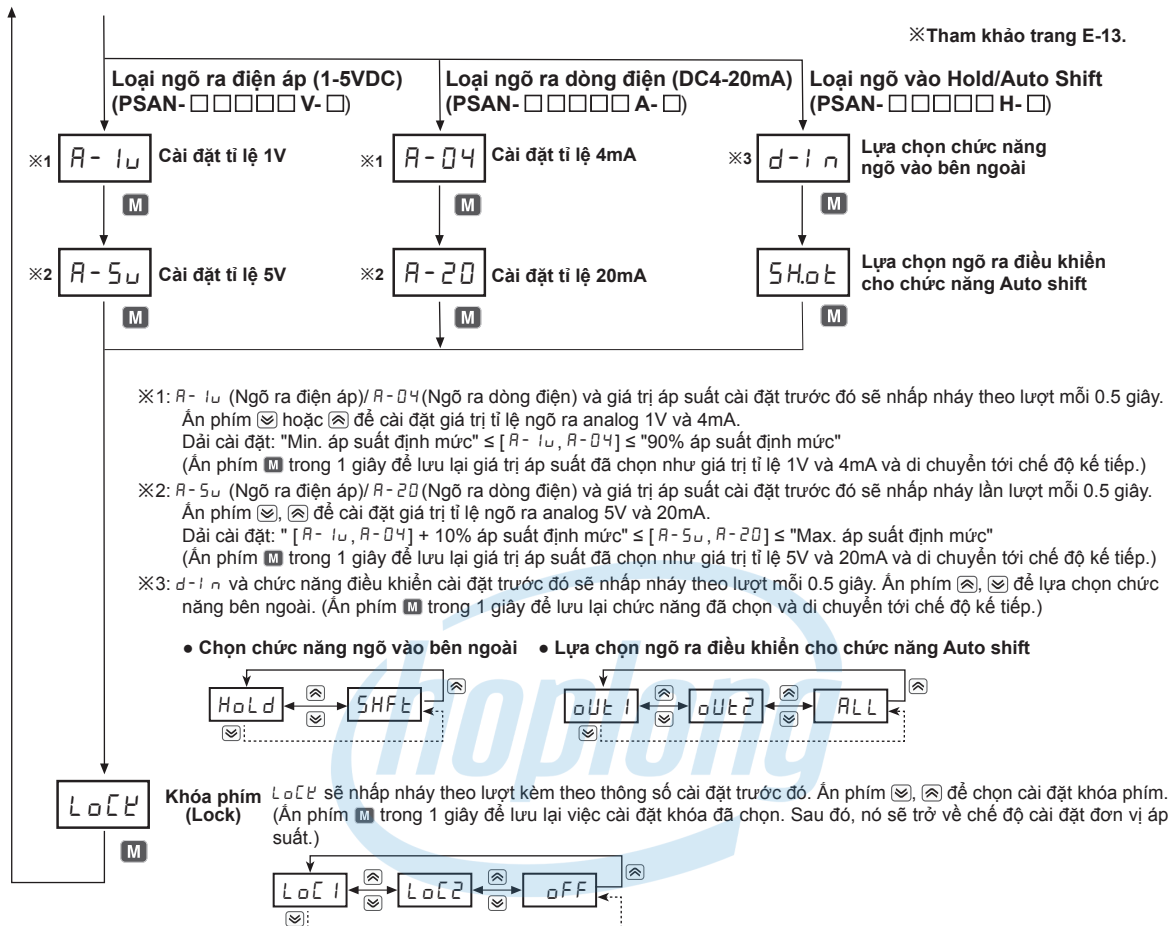 ※Tham khảo trang E-13.
Loại ngõ ra điện áp (1-5VDC)
(PSAN- □□□□□ V- □)
Loại ngõ ra dòng điện (DC4-20mA)
(PSAN- □□□□□ A- □)
Loại ngõ vào Hold/Auto Shift
(PSAN- □□□□□ H- □)
※1 A-1v Cài đặt tỉ lệ 1V
※1 A-04 Cài đặt tỉ lệ 4mA
※3 d-In Lựa chọn chức năng
ngõ vào bên ngoài
M
M
M
※2 A-5v Cài đặt tỉ lệ 5V
※2 A-20 Cài đặt tỉ lệ 20mA
SH.ot Lựa chọn ngõ ra điều khiển
cho chức năng Auto shift
M
M
M
※1: A-1v (Ngõ ra điện áp)/ A-04 (Ngõ ra dòng điện) và giá trị áp suất cài đặt trước đó sẽ nhấp nháy theo lượt mỗi 0.5 giây.
Ấn phím hoặc để cài đặt giá trị tỉ lệ ngõ ra analog 1V và 4mA.
Dải cài đặt: "Min. áp suất định mức" ≤ [ A-1v, A-04] ≤ "90% áp suất định mức"
(Ấn phím M trong 1 giây để lưu lại giá trị áp suất đã chọn như giá trị tỉ lệ 1V và 4mA và di chuyển tới chế độ kế tiếp.)
※2: A-5v (Ngõ ra điện áp)/ A-20 (Ngõ ra dòng điện) và giá trị áp suất cài đặt trước đó sẽ nhấp nháy lần lượt mỗi 0.5 giây.
Ấn phím , để cài đặt giá trị tỉ lệ ngõ ra analog 5V và 20mA.
Dải cài đặt: " [ A-1v, A-04] + 10% áp suất định mức" ≤ [ A-5v, A-20] ≤ "Max. áp suất định mức"
(Ấn phím M trong 1 giây để lưu lại giá trị áp suất đã chọn như giá trị tỉ lệ 5V và 20mA và di chuyển tới chế độ kế tiếp.)
※3: d-In và chức năng điều khiển cài đặt trước đó sẽ nhấp nháy theo lượt mỗi 0.5 giây. Ấn phím , để lựa chọn chức
năng bên ngoài. (Ấn phím M trong 1 giây để lưu lại chức năng đã chọn và di chuyển tới chế độ kế tiếp.)
● Chọn chức năng ngõ vào bên ngoài
● Lựa chọn ngõ ra điều khiển cho chức năng Auto shift
HoLd SHFt
oUt1 oUt2 ALL
hoplong
LoCK
Khóa phím
(Lock)
M
LoCK sẽ nhấp nháy theo lượt kèm theo thông số cài đặt trước đó. Ấn phím , để chọn cài đặt khóa phím.
(Ấn phím M trong 1 giây để lưu lại việc cài đặt khóa đã chọn. Sau đó, nó sẽ trở về chế độ cài đặt đơn vị áp
suất.)
LoC1 LoC2 oFF